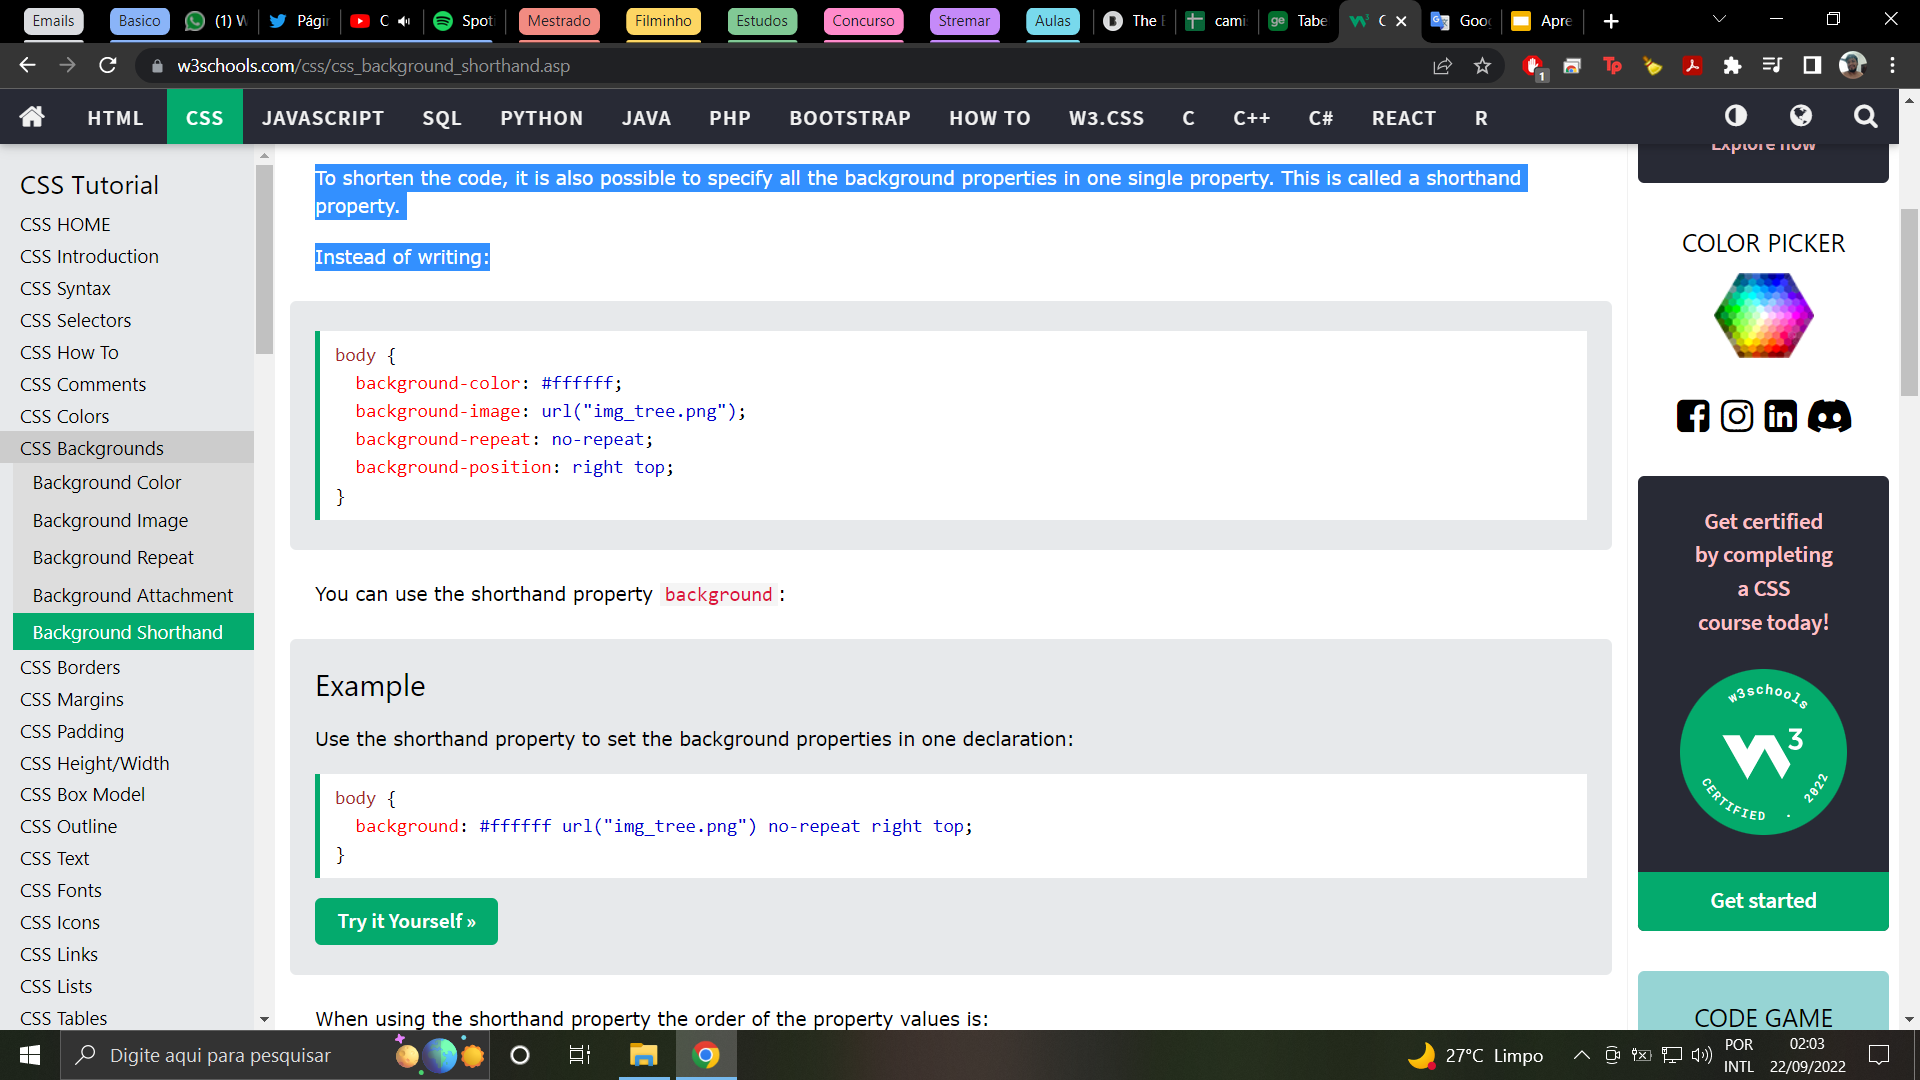 Emails Basico (1) W Págir C Spoti Mestrado Filminho Estudos Concurso Stremar Aulas The E cami Tabe C Goog Apre
w3schools.com/css/css_background_shorthand.asp
1
HTML CSS JAVASCRIPT SQL PYTHON JAVA PHP BOOTSTRAP HOW TO W3.CSS C C++ C# REACT R
CSS Tutorial
CSS HOME
CSS Introduction
CSS Syntax
CSS Selectors
CSS How To
CSS Comments
CSS Colors
CSS Backgrounds
Background Color
Background Image
Background Repeat
Background Attachment
Background Shorthand
CSS Borders
CSS Margins
CSS Padding
CSS Height/Width
CSS Box Model
CSS Outline
CSS Text
CSS Fonts
CSS Icons
CSS Links
CSS Lists
CSS Tables
To shorten the code, it is also possible to specify all the background properties in one single property. This is called a shorthand
property.
Instead of writing:
body {
background-color: #ffffff;
background-image: url("img_tree.png");
background-repeat: no-repeat;
background-position: right top;
}
You can use the shorthand property background:
Example
Use the shorthand property to set the background properties in one declaration:
body {
background: #ffffff url("img_tree.png") no-repeat right top;
}
Try it Yourself »
When using the shorthand property the order of the property values is:
Explore now
COLOR PICKER
Get certified
by completing
a CSS
course today!
w3schools
W3
CERTIFIED . 2022
Get started
CODE GAME
Digite aqui para pesquisar
27°C Limpo
POR
INTL
02:03
22/09/2022